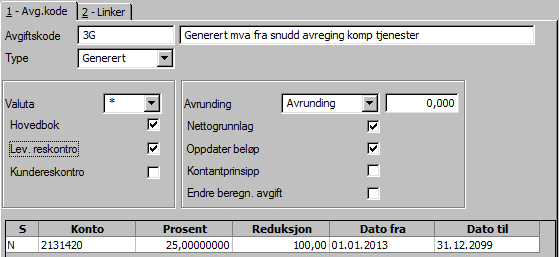 1 - Avg.kode 2 - Linker
Avgiftskode 3G Generert mva fra snudd avreging komp tjenester
Type Generert
Valuta * Avrunding Avrunding 0,000
Hovedbok Nettogrunnlag
Lev. reskontro Oppdater beløp
Kundereskontro Kontantprinsipp
Endre beregn. avgift
S Konto Prosent Reduksjon Dato fra Dato til
N 2131420 25,00000000 100,00 01.01.2013 31.12.2099